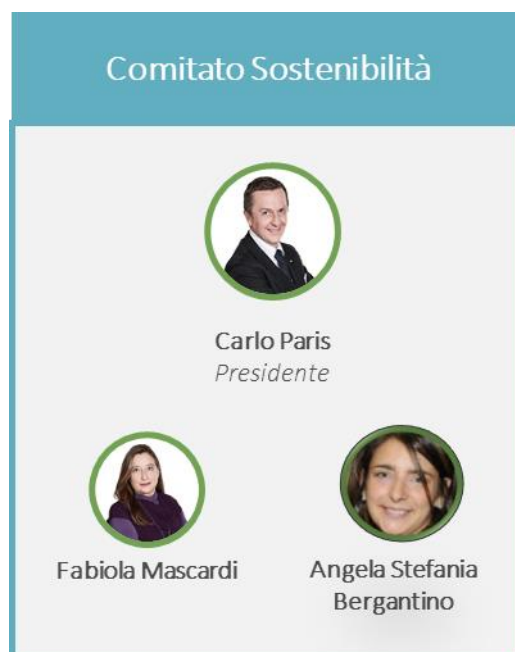 Comitato Sostenibilità
Carlo Paris
Presidente
Fabiola Mascardi
Angela Stefania
Bergantino